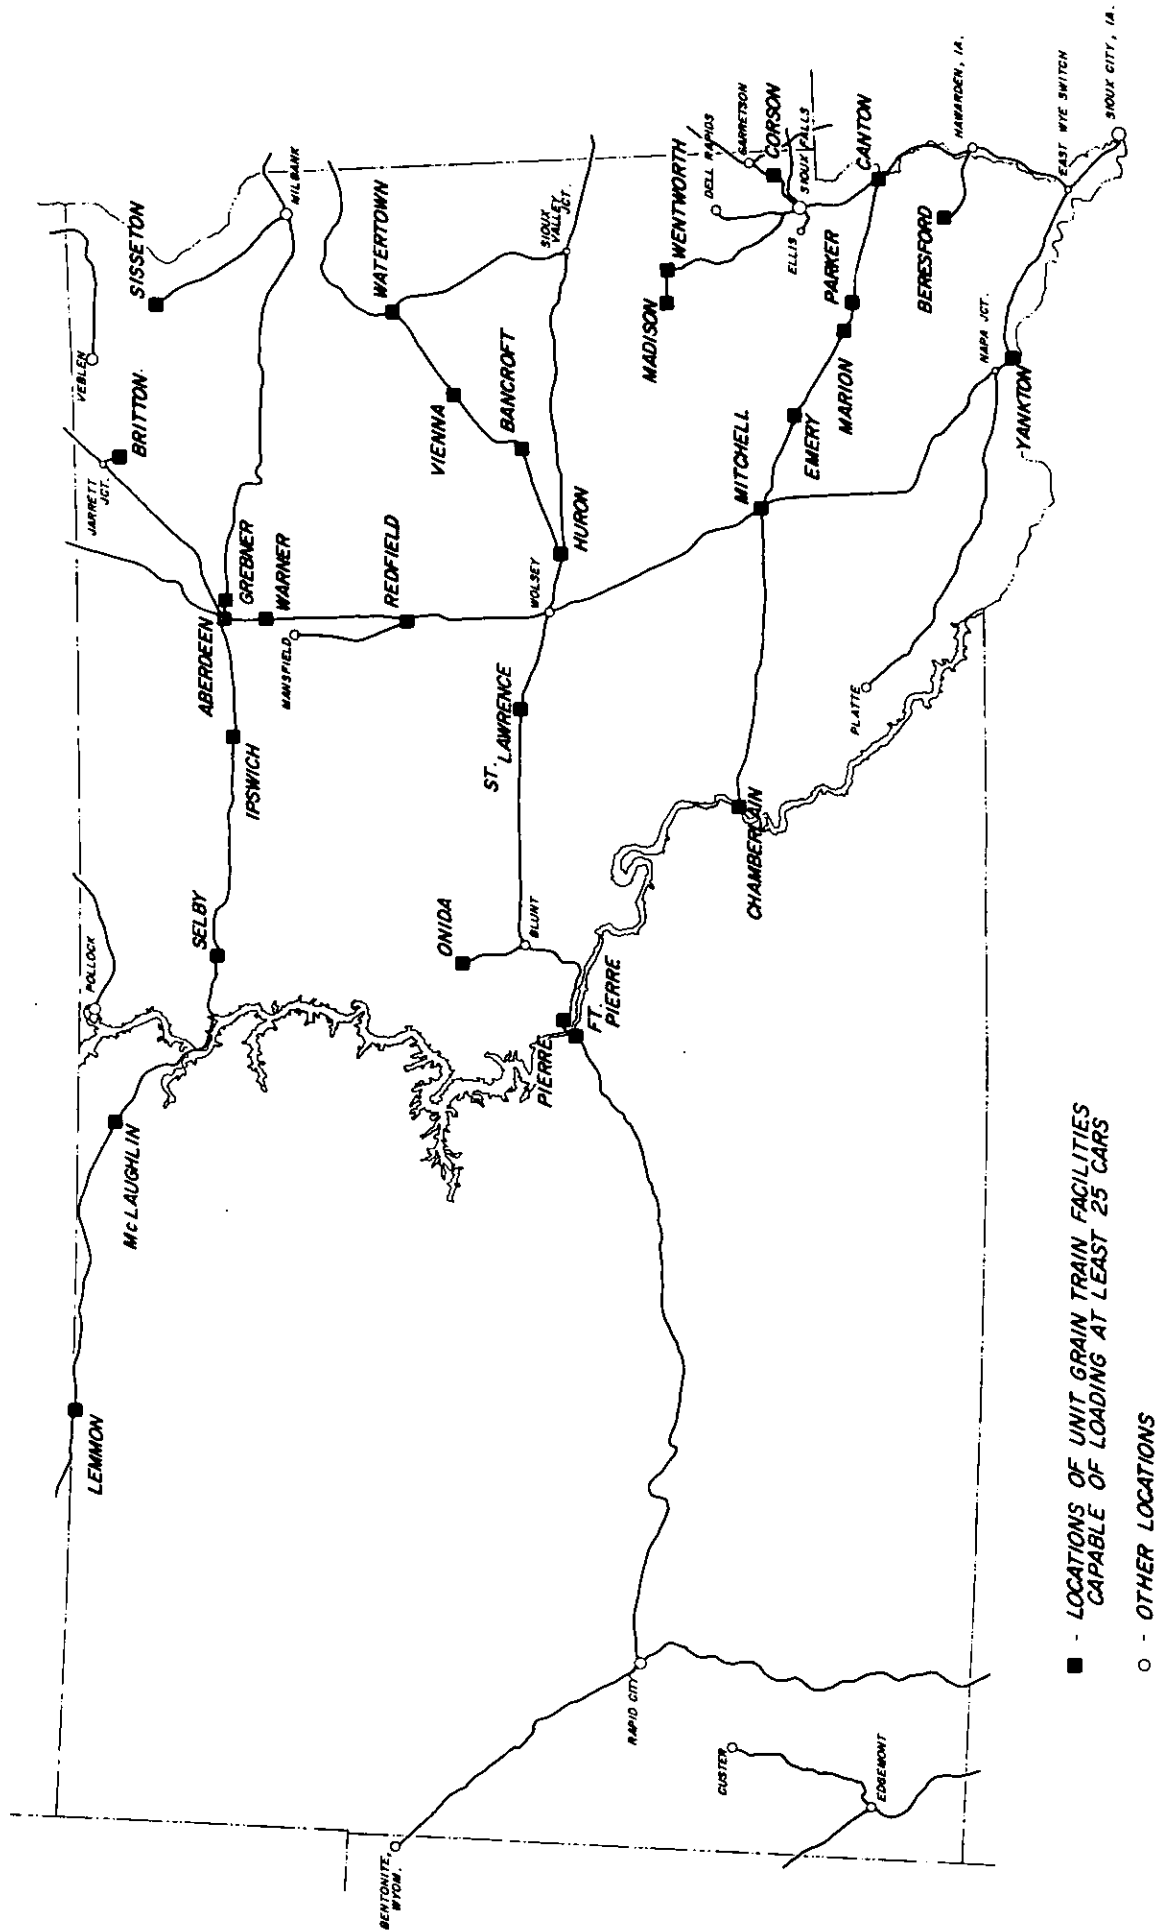 LEMMON
McLAUGHLIN
POLLOCK
SELBY
IPSWICH
ABERDEEN
GREBNER
WARNER
MANSFIELD
REDFIELD
JARRETT
JCT.
BRITTON
VEBLEN
SISSETON
MILBANK
WATERTOWN
VIENNA
BANCROFT
SIOUX
VALLEY
JCT.
HURON
WOLSEY
ST.
LAWRENCE
ONIDA
BLUNT
PIERRE
FT.
PIERRE
CHAMBERLAIN
MITCHELL
EMERY
MARION
PARKER
MADISON
WENTWORTH
DELL RAPIDS
GARRETSON
CORSON
SIOUX FALLS
ELLIS
CANTON
BERESFORD
HAWARDEN, IA.
EAST WYE SWITCH
SIOUX CITY, IA.
NAPA JCT.
YANKTON
PLATTE
RAPID CITY
CUSTER
EDGEMONT
BENTONITE,
WYOM.
- LOCATIONS OF UNIT GRAIN TRAIN FACILITIES
CAPABLE OF LOADING AT LEAST 25 CARS
- OTHER LOCATIONS